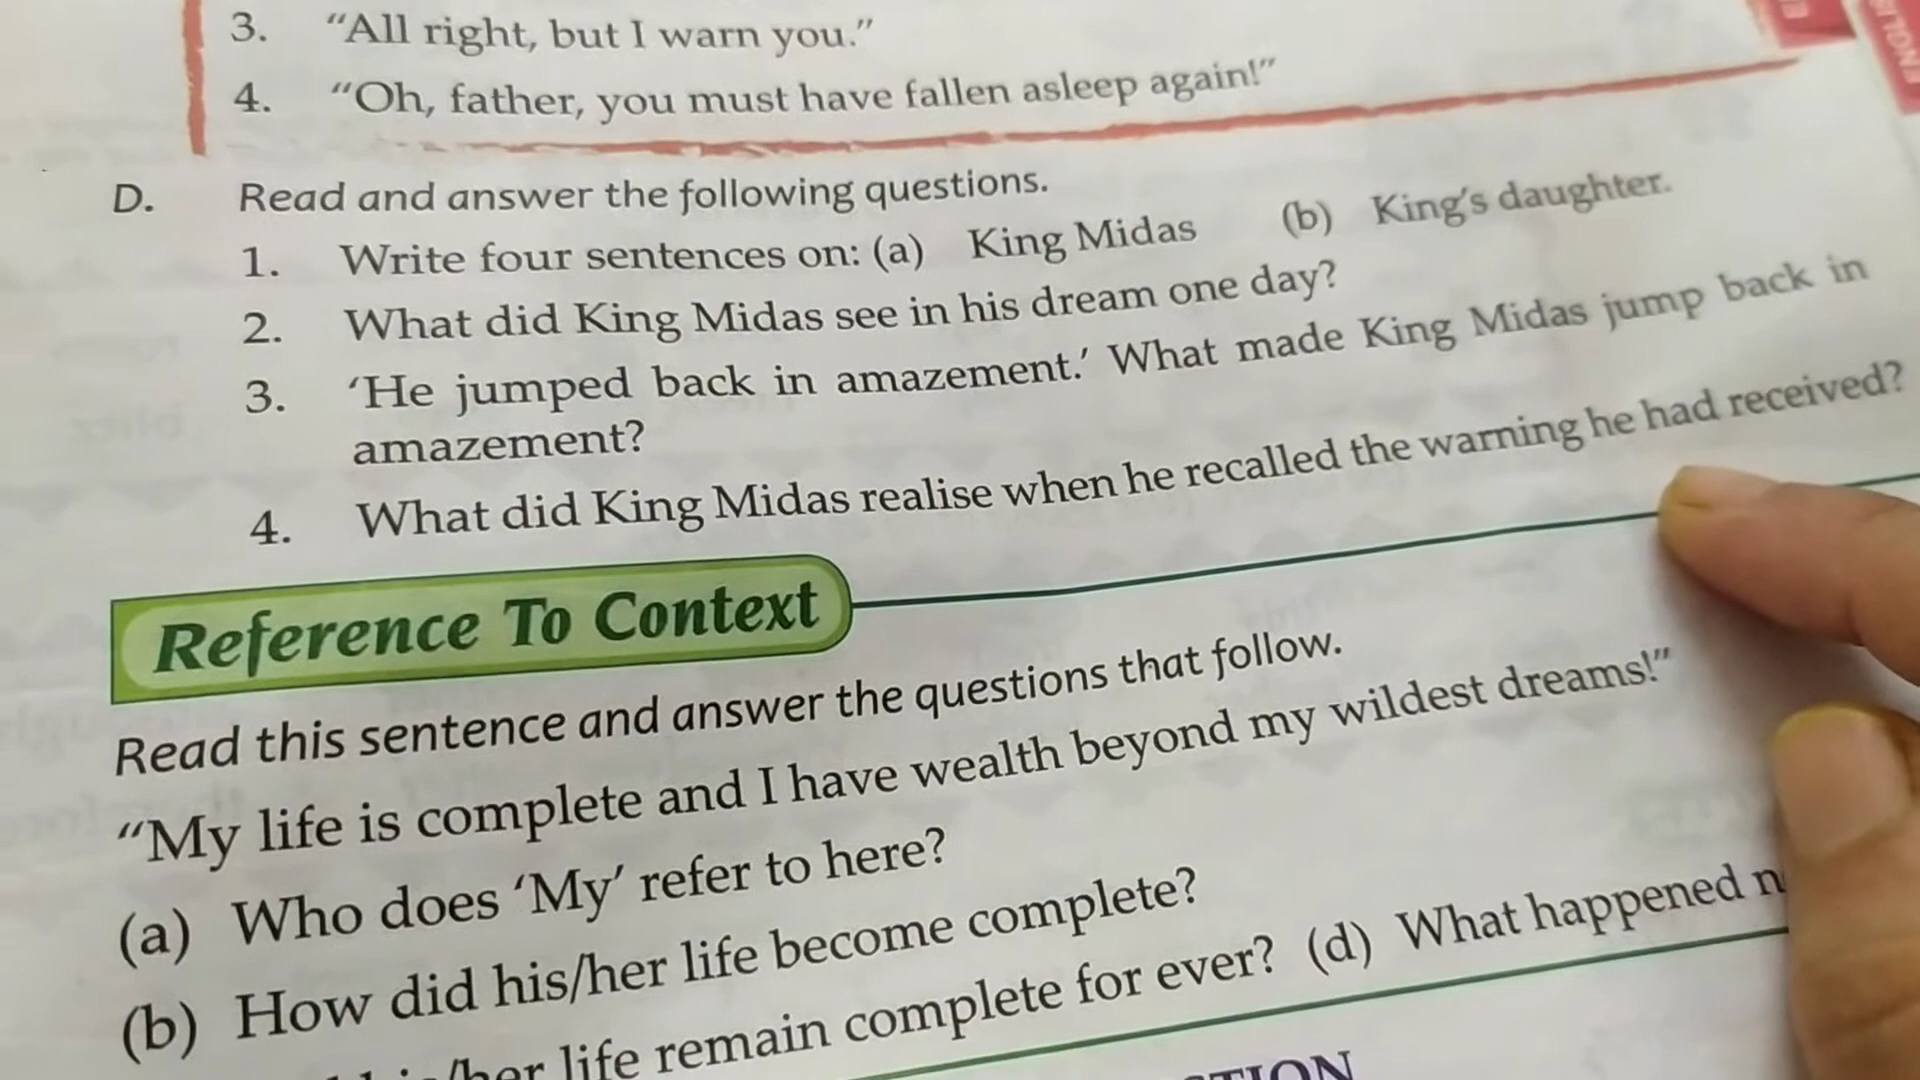 3. “All right, but I warn you.”
4. “Oh, father, you must have fallen asleep again!”
D. Read and answer the following questions.
1. Write four sentences on: (a) King Midas (b) King's daughter.
2. What did King Midas see in his dream one day?
3. ‘He jumped back in amazement.’ What made King Midas jump back in
amazement?
4. What did King Midas realise when he recalled the warning he had received?
Reference To Context
Read this sentence and answer the questions that follow.
“My life is complete and I have wealth beyond my wildest dreams!”
(a) Who does ‘My’ refer to here?
(b) How did his/her life become complete?
life remain complete for ever? (d) What happened